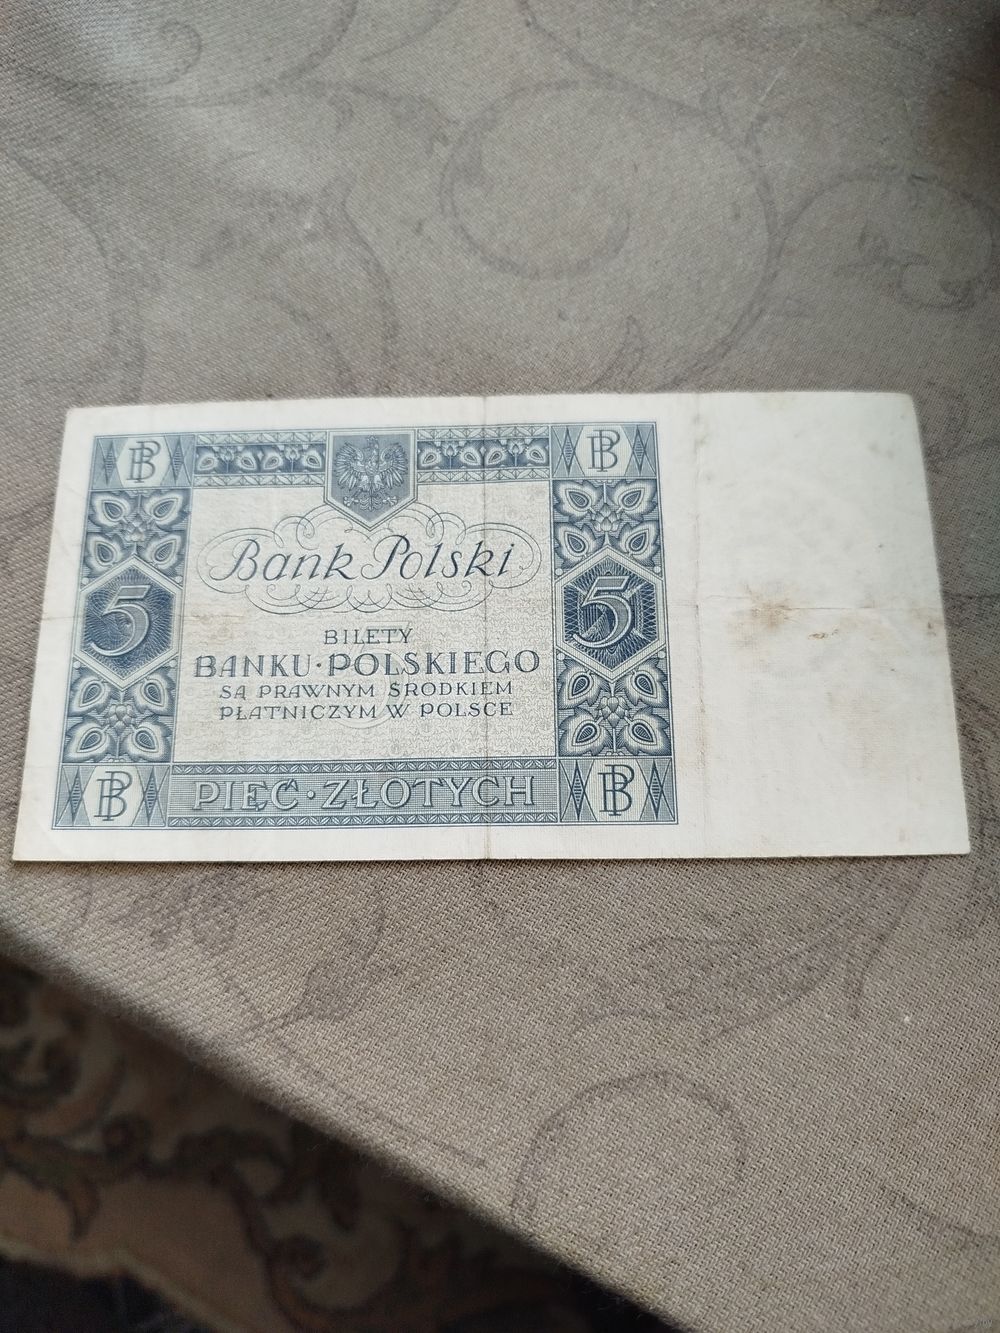 BP
BP
Bank Polski
5
5
BILETY
BANKU·POLSKIEGO
SĄ PRAWNYM ŚRODKIEM
PŁATNICZYM W POLSCE
BP
PIĘĆ·ZŁOTYCH
BP